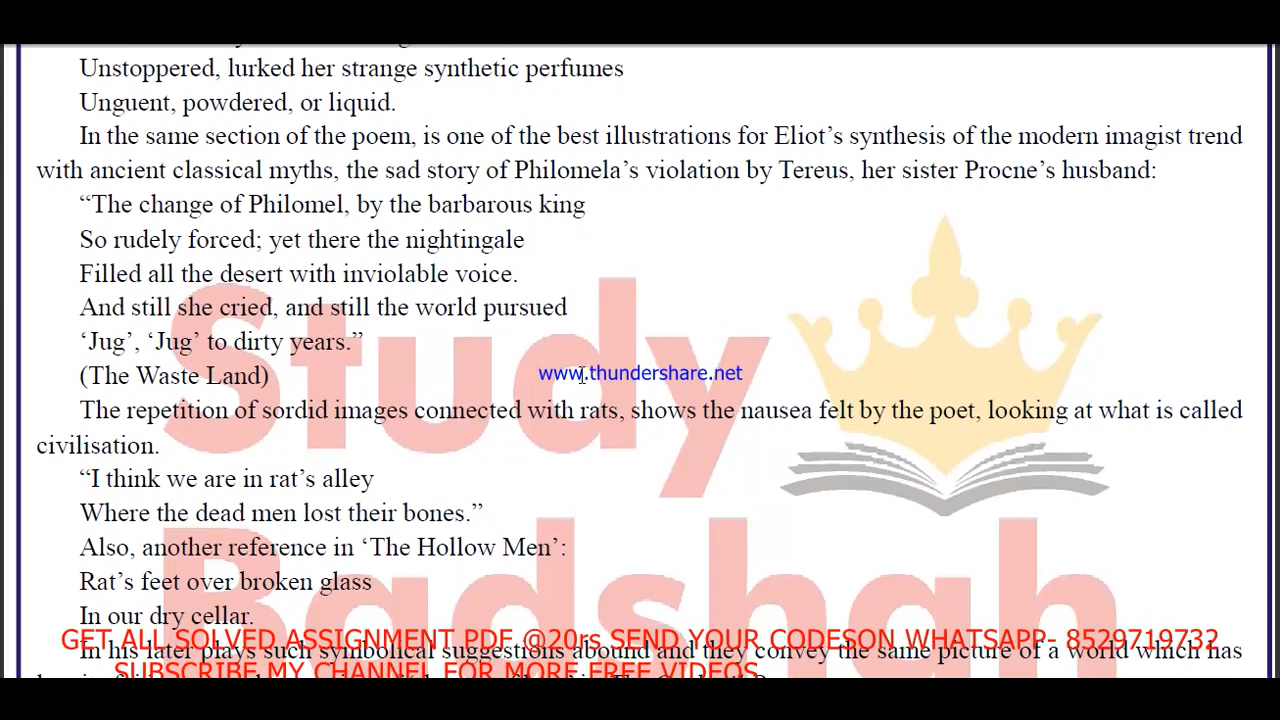 Unstoppered, lurked her strange synthetic perfumes
Unguent, powdered, or liquid.
In the same section of the poem, is one of the best illustrations for Eliot’s synthesis of the modern imagist trend
with ancient classical myths, the sad story of Philomela’s violation by Tereus, her sister Procne’s husband:
“The change of Philomel, by the barbarous king
So rudely forced; yet there the nightingale
Filled all the desert with inviolable voice.
And still she cried, and still the world pursued
‘Jug’, ‘Jug’ to dirty years.”
(The Waste Land)
www.thundershare.net
The repetition of sordid images connected with rats, shows the nausea felt by the poet, looking at what is called
civilisation.
“I think we are in rat’s alley
Where the dead men lost their bones.”
Also, another reference in ‘The Hollow Men’:
Rat’s feet over broken glass
In our dry cellar.
GET ALL SOLVED ASSIGNMENT PDF @20rs SEND YOUR CODESON WHATSAPP- 8529719732
In his later plays such symbolical suggestions abound and they convey the same picture of a world which has
SUBSCRIBE MY CHANNEL FOR MORE FREE VIDEOS
Study
Badshah